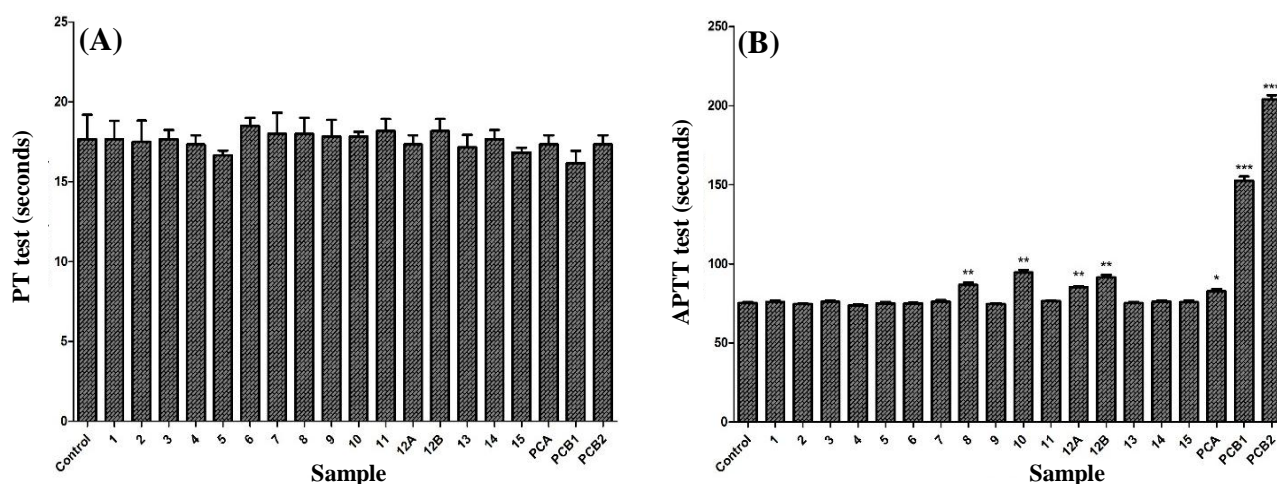 (A)
PT test (seconds)
25
20
15
10
5
0
Control 1 2 3 4 5 6 7 8 9 10 11 12A 12B 13 14 15 PCA PCB1 PCB2
Sample
(B)
APTT test (seconds)
250
200
150
100
50
0
***
***
** ** ** ** *
Control 1 2 3 4 5 6 7 8 9 10 11 12A 12B 13 14 15 PCA PCB1 PCB2
Sample